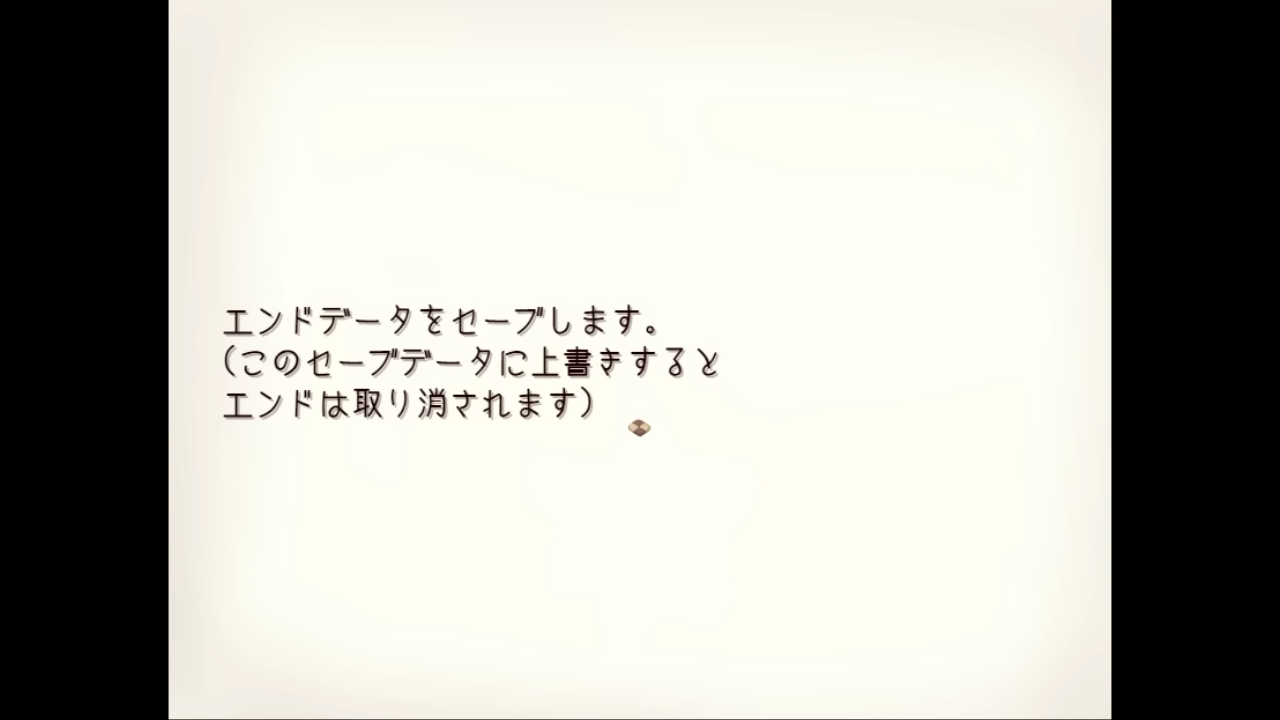 エンドデータをセーブします。
(このセーブデータに上書きすると
エンドは取り消されます)